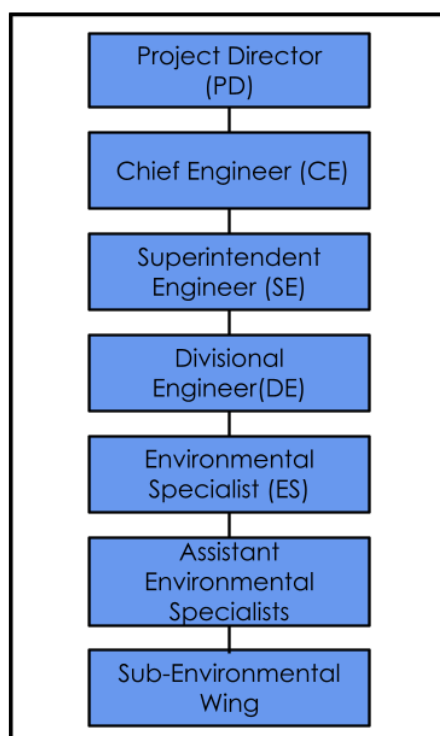 Project Director
(PD)
Chief Engineer (CE)
Superintendent
Engineer (SE)
Divisional
Engineer(DE)
Environmental
Specialist (ES)
Assistant
Environmental
Specialists
Sub-Environmental
Wing